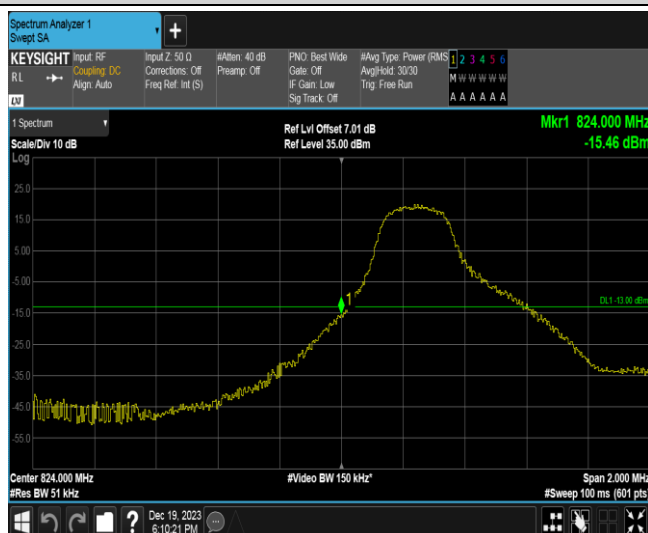 Spectrum Analyzer 1
Swept SA
KEYSIGHT
RL
Input: RF
Coupling: DC
Align: Auto
Input Z: 50 Ω
Corrections: Off
Freq Ref: Int (S)
#Atten: 40 dB
Preamp: Off
PNO: Best Wide
Gate: Off
IF Gain: Low
Sig Track: Off
#Avg Type: Power (RMS
Avg|Hold: 30/30
Trig: Free Run
1 2 3 4 5 6
M W W W W W
A A A A A A
LXI
1 Spectrum
Scale/Div 10 dB
Log
Ref Lvl Offset 7.01 dB
Ref Level 35.00 dBm
Mkr1 824.000 MHz
-15.46 dBm
25.0
15.0
5.00
-5.00
1
DL1 -13.00 dBm
-15.0
-25.0
-35.0
-45.0
-55.0
Center 824.000 MHz
#Video BW 150 kHz*
Span 2.000 MHz
#Res BW 51 kHz
#Sweep 100 ms (601 pts)
?
Dec 19, 2023
6:10:21 PM